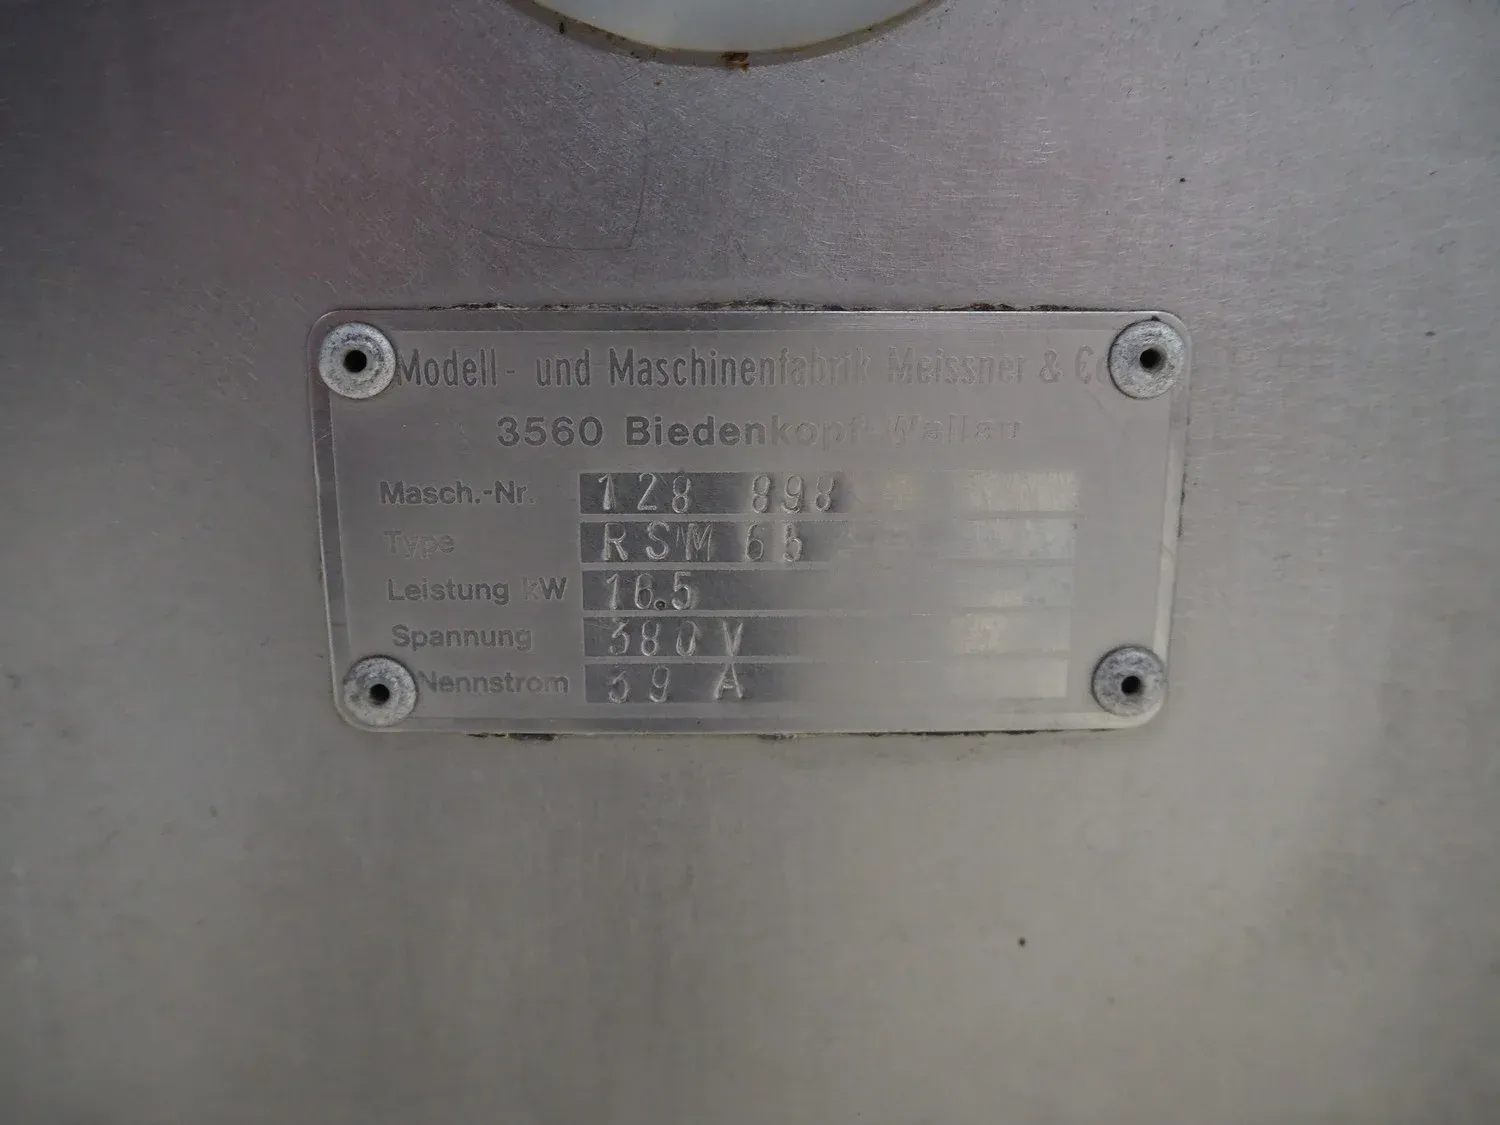 Modell- und Maschinenfabrik Meissner & Co
3560 Biedenkopf-Wallau
Masch.-Nr. 128 898
Type RSM 65
Leistung kW 16.5
Spannung 380 V
Nennstrom 39 A